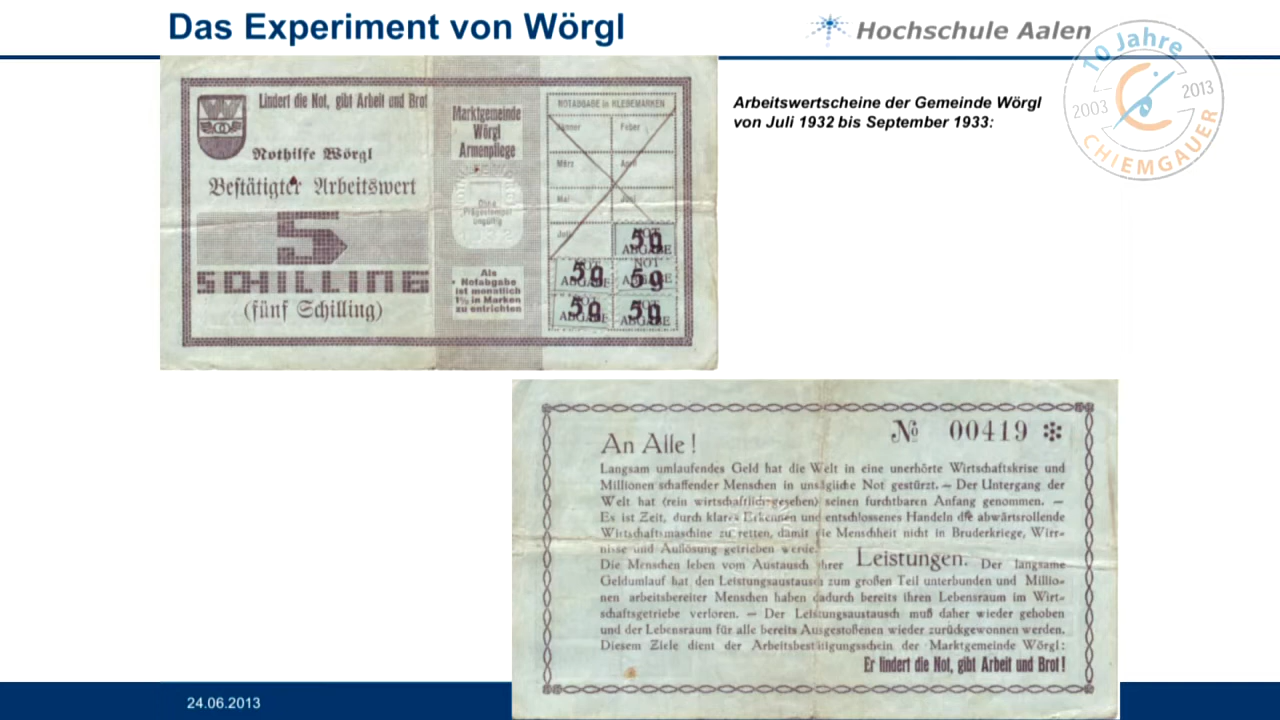 Das Experiment von Wörgl
Hochschule Aalen
10 Jahre
2003
2013
CHIEMGAUER
Arbeitswertscheine der Gemeinde Wörgl
von Juli 1932 bis September 1933:
Lindert die Not, gibt Arbeit und Brot
Nothilfe Wörgl
Bestätigter Arbeitswert
5
SCHILLING
(fünf Schilling)
Marktgemeinde
Wörgl
Armenpflege
Ohne
Prägestempel
ungültig
Als
Notabgabe
ist monatlich
1% in Marken
zu entrichten
NOTABGABE in KLEBEMARKEN
Jänner Feber
März April
Mai Juni
Juli
NOT
5g
ABGABE
NOT
5g
ABGABE
NOT
5g
ABGABE
NOT
5g
ABGABE
NOT
5g
ABGABE
№ 00419
An Alle!
Langsam umlaufendes Geld hat die Welt in eine unerhörte Wirtschaftskrise und
Millionen schaffender Menschen in unsägliche Not gestürzt. — Der Untergang der
Welt hat (rein wirtschaftlich gesehen) seinen furchtbaren Anfang genommen. —
Es ist Zeit, durch klares Erkennen und entschlossenes Handeln die abwärtsrollende
Wirtschaftsmaschine zu retten, damit die Menschheit nicht in Bruderkriege, Wirr-
nisse und Auflösung getrieben werde.
Die Menschen leben vom Austausch ihrer Leistungen. Der langsame
Geldumlauf hat den Leistungsaustausch zum großen Teil unterbunden und Millio-
nen arbeitsbereiter Menschen haben dadurch bereits ihren Lebensraum im Wirt-
schaftsgetriebe verloren. — Der Leistungsaustausch muß daher wieder gehoben
und der Lebensraum für alle bereits Ausgestoßenen wieder zurückgewonnen werden.
Diesem Ziele dient der Arbeitsbestätigungsschein der Marktgemeinde Wörgl:
Er lindert die Not, gibt Arbeit und Brot!
24.06.2013